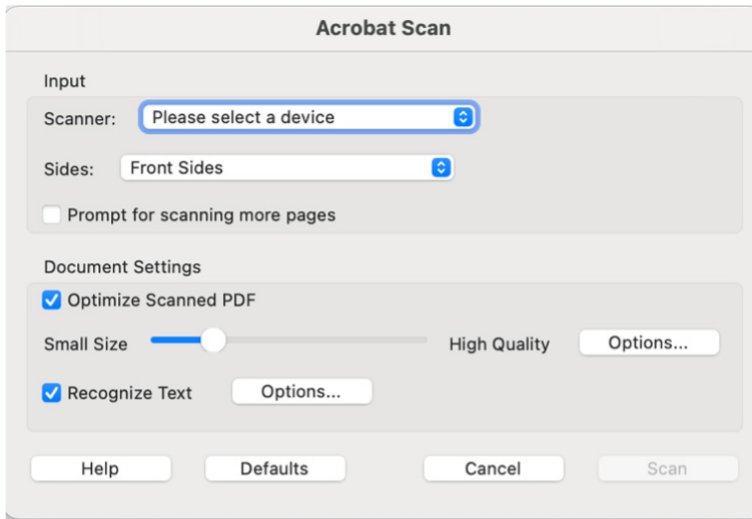 Acrobat Scan
Input
Scanner: Please select a device
Sides: Front Sides
Prompt for scanning more pages
Document Settings
Optimize Scanned PDF
Small Size High Quality Options...
Recognize Text Options...
Help Defaults Cancel Scan